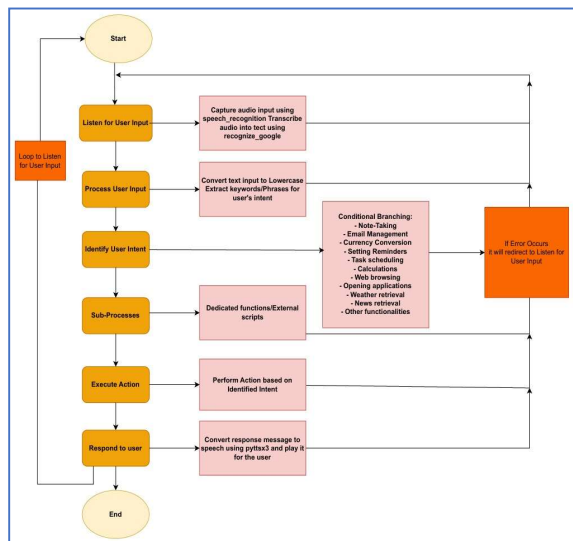 Start
Listen for User Input
Capture audio input using
speech_recognition Transcribe
audio into tect using
recognize_google
Loop to Listen
for User Input
Process User Input
Convert text input to Lowercase
Extract keywords/Phrases for
user's intent
Identify User Intent
Conditional Branching:
- Note-Taking
- Email Management
- Currency Conversion
- Setting Reminders
- Task scheduling
- Calculations
- Web browsing
- Opening applications
- Weather retrieval
- News retrieval
- Other functionalities
If Error Occurs
it will redirect to Listen for
User Input
Sub-Processes
Dedicated functions/External
scripts
Execute Action
Perform Action based on
Identified Intent
Respond to user
Convert response message to
speech using pyttsx3 and play it
for the user
End